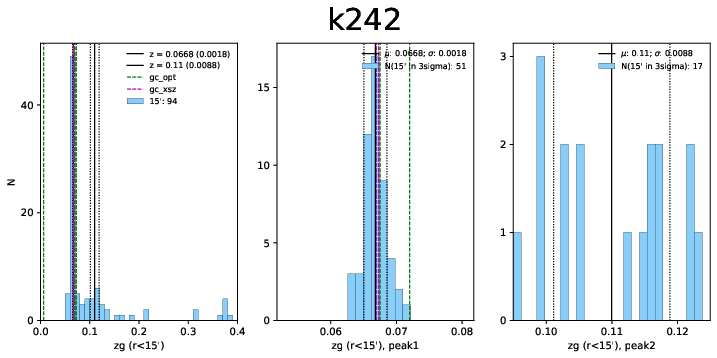 k242
z = 0.0668 (0.0018)
z = 0.11 (0.0088)
gc_opt
gc_xsz
15': 94
N
40
20
0
0.0 0.1 0.2 0.3 0.4
zg (r<15')
μ: 0.0668; σ: 0.0018
N(15' in 3sigma): 51
15
10
5
0
0.06 0.07 0.08
zg (r<15'), peak1
μ: 0.11; σ: 0.0088
N(15' in 3sigma): 17
3
2
1
0
0.10 0.11 0.12
zg (r<15'), peak2